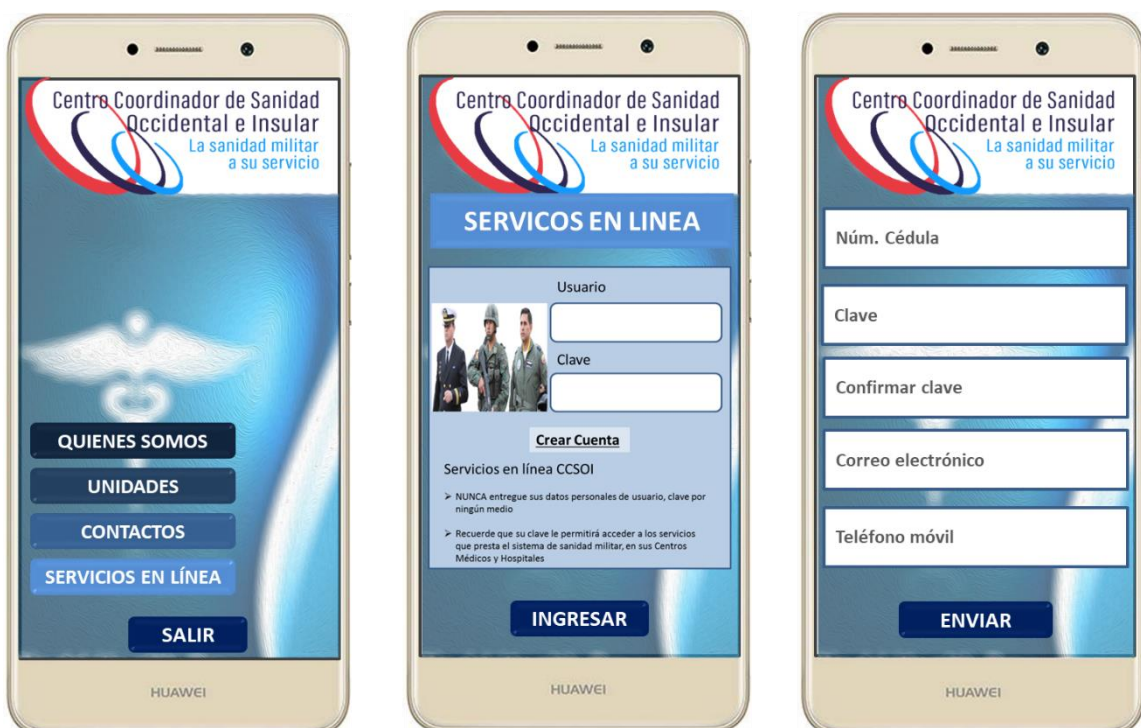 Centro Coordinador de Sanidad
Occidental e Insular
La sanidad militar
a su servicio
QUIENES SOMOS
UNIDADES
CONTACTOS
SERVICIOS EN LÍNEA
SALIR
HUAWEI
Centro Coordinador de Sanidad
Occidental e Insular
La sanidad militar
a su servicio
SERVICOS EN LINEA
Usuario
Clave
Crear Cuenta
Servicios en línea CCSOI
➢ NUNCA entregue sus datos personales de usuario, clave por
ningún medio
➢ Recuerde que su clave le permitirá acceder a los servicios
que presta el sistema de sanidad militar, en sus Centros
Médicos y Hospitales
INGRESAR
HUAWEI
Centro Coordinador de Sanidad
Occidental e Insular
La sanidad militar
a su servicio
Núm. Cédula
Clave
Confirmar clave
Correo electrónico
Teléfono móvil
ENVIAR
HUAWEI